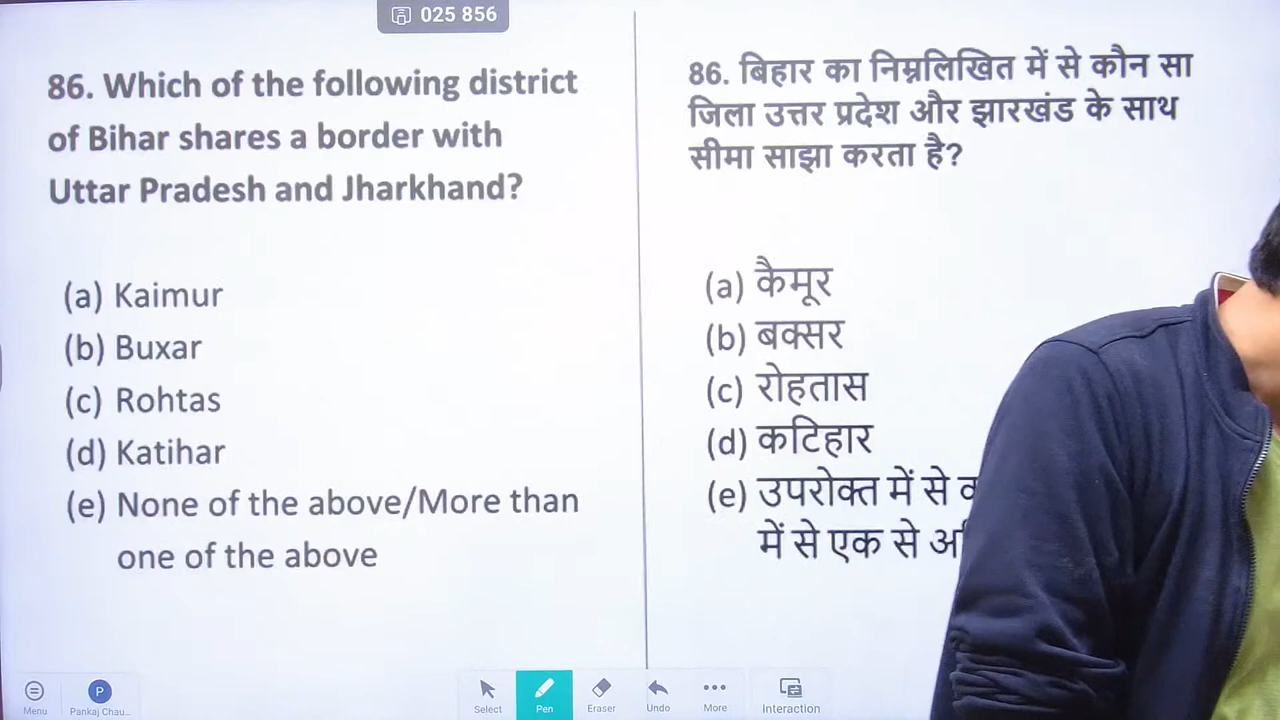 025 856
86. Which of the following district
of Bihar shares a border with
Uttar Pradesh and Jharkhand?
(a) Kaimur
(b) Buxar
(c) Rohtas
(d) Katihar
(e) None of the above/More than
one of the above
86. बिहार का निम्नलिखित में से कौन सा
जिला उत्तर प्रदेश और झारखंड के साथ
सीमा साझा करता है?
(a) कैमूर
(b) बक्सर
(c) रोहतास
(d) कटिहार
(e) उपरोक्त में से
में से एक से
Menu
Pankaj Chau...
Select
Pen
Eraser
Undo
More
Interaction